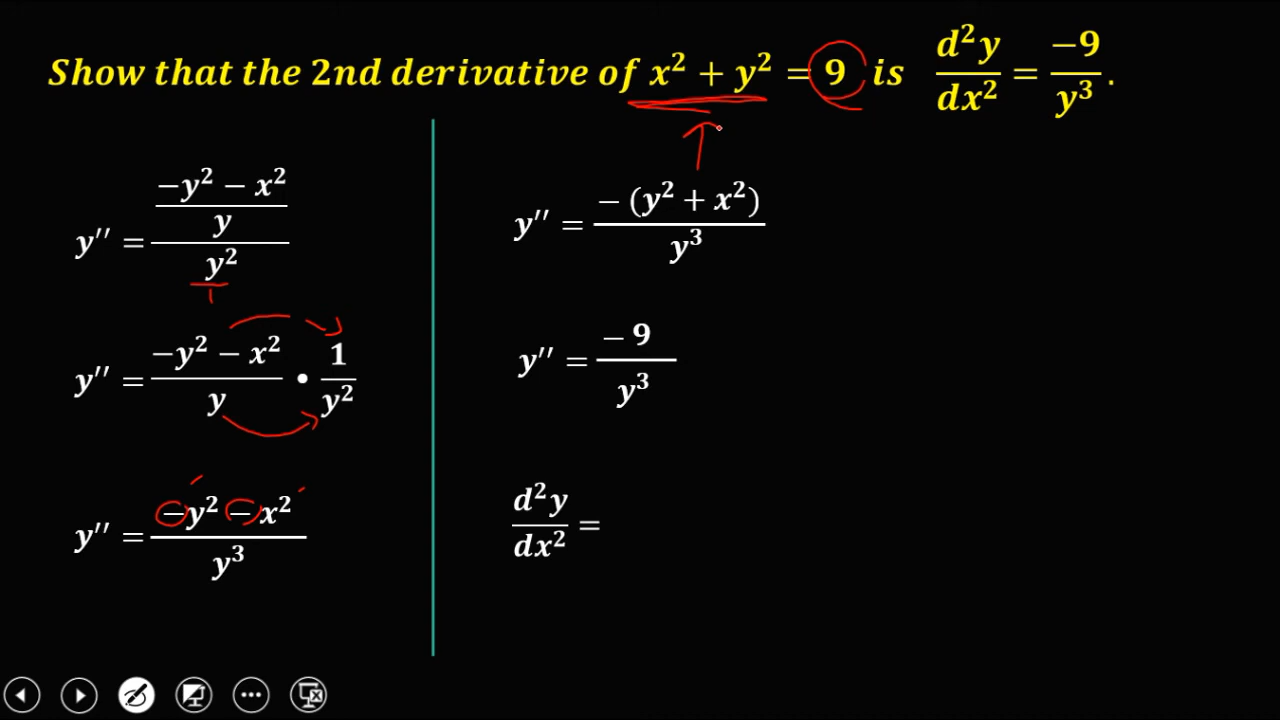 Show that the 2nd derivative of x² + y² = 9 is d²y/dx² = −9/y³.
y'' = ((−y² − x²)/y)/(y²/1)
y'' = (−y² − x²)/y • 1/y²
y'' = (−y² − x²)/y³
y'' = −(y² + x²)/y³
y'' = −9/y³
d²y/dx² =